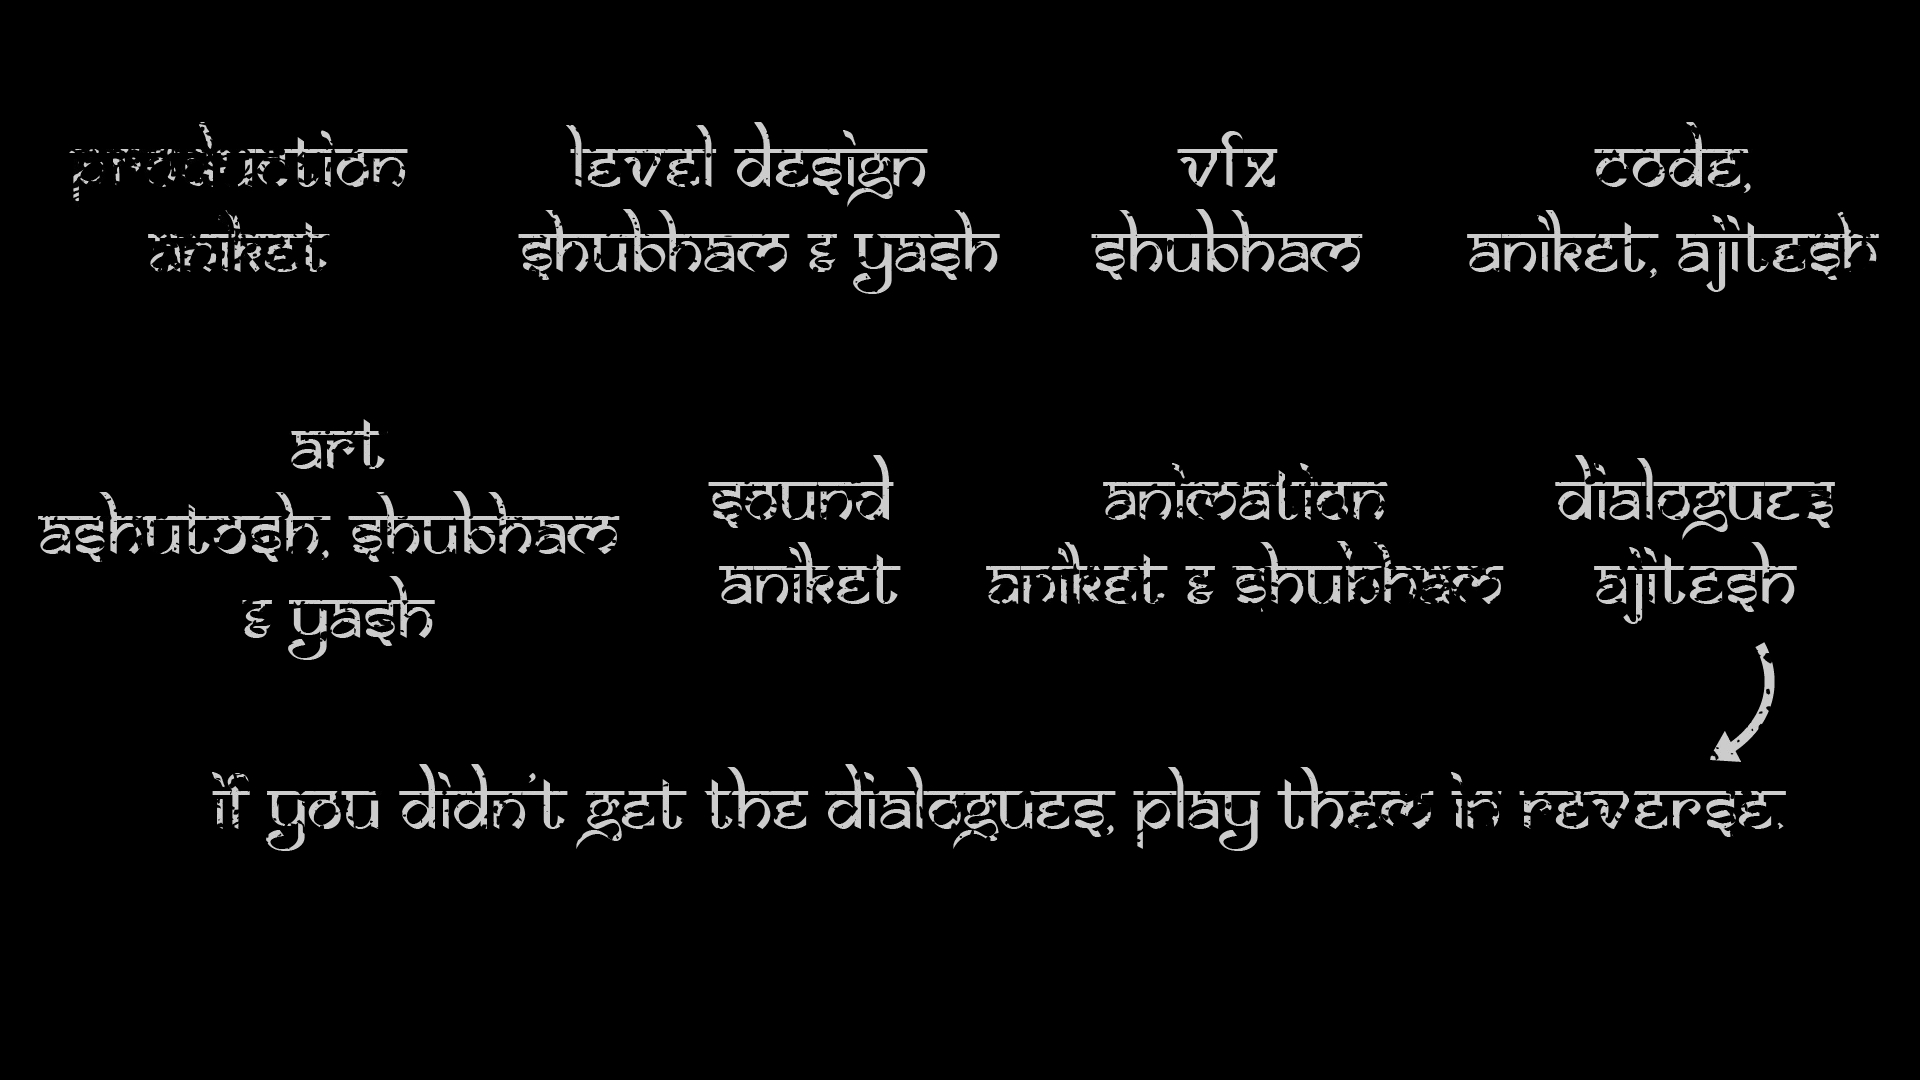 production
aniket
level design
shubham & yash
vfx
shubham
code,
aniket, ajitesh
art
ashutosh, shubham
& yash
sound
aniket
animation
aniket & shubham
dialogues
ajitesh
if you didn't get the dialogues, play them in reverse.